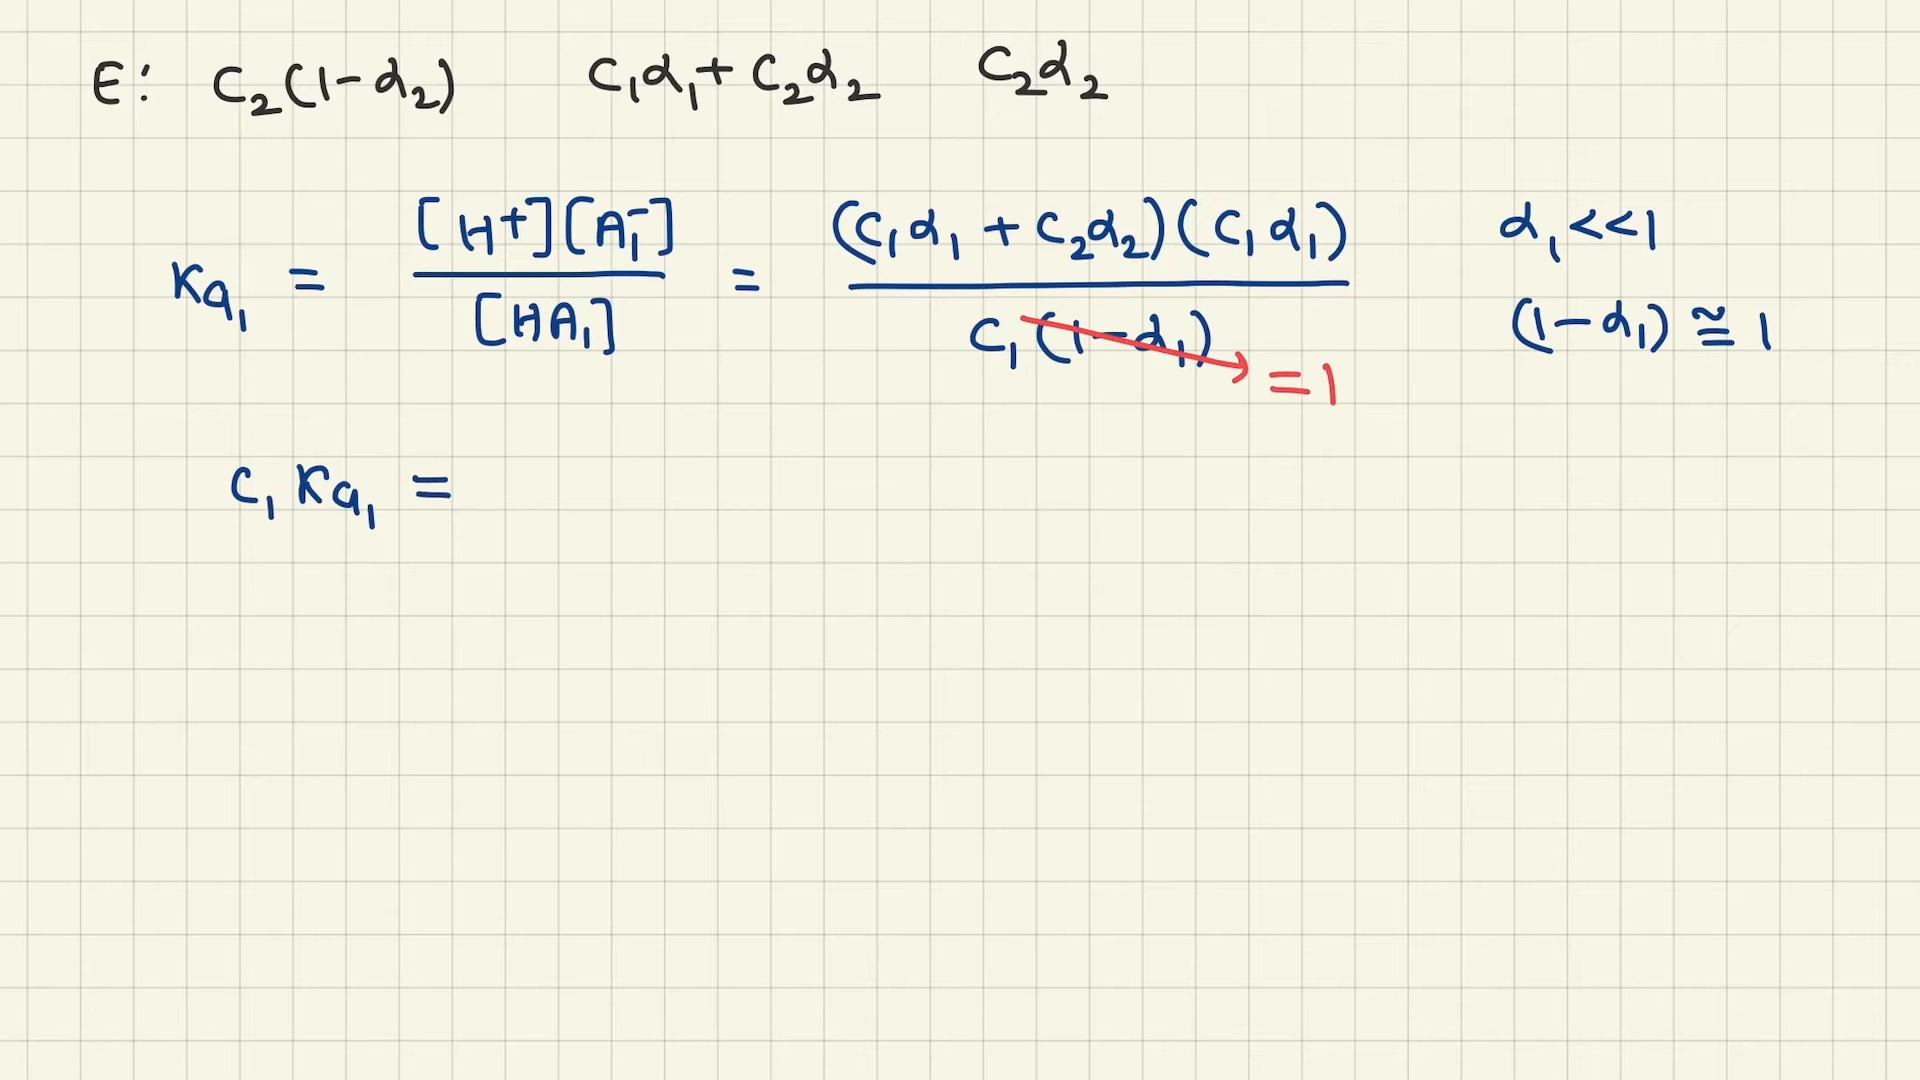 E: C₂(1-α₂) C₁α₁+C₂α₂ C₂α₂
Ka₁ = [H+][A₁⁻] / [HA₁] = (C₁α₁ + C₂α₂)(C₁α₁) / C₁(1-α₁) = 1
α₁<<1
(1-α₁) ≅ 1
C₁Ka₁ =